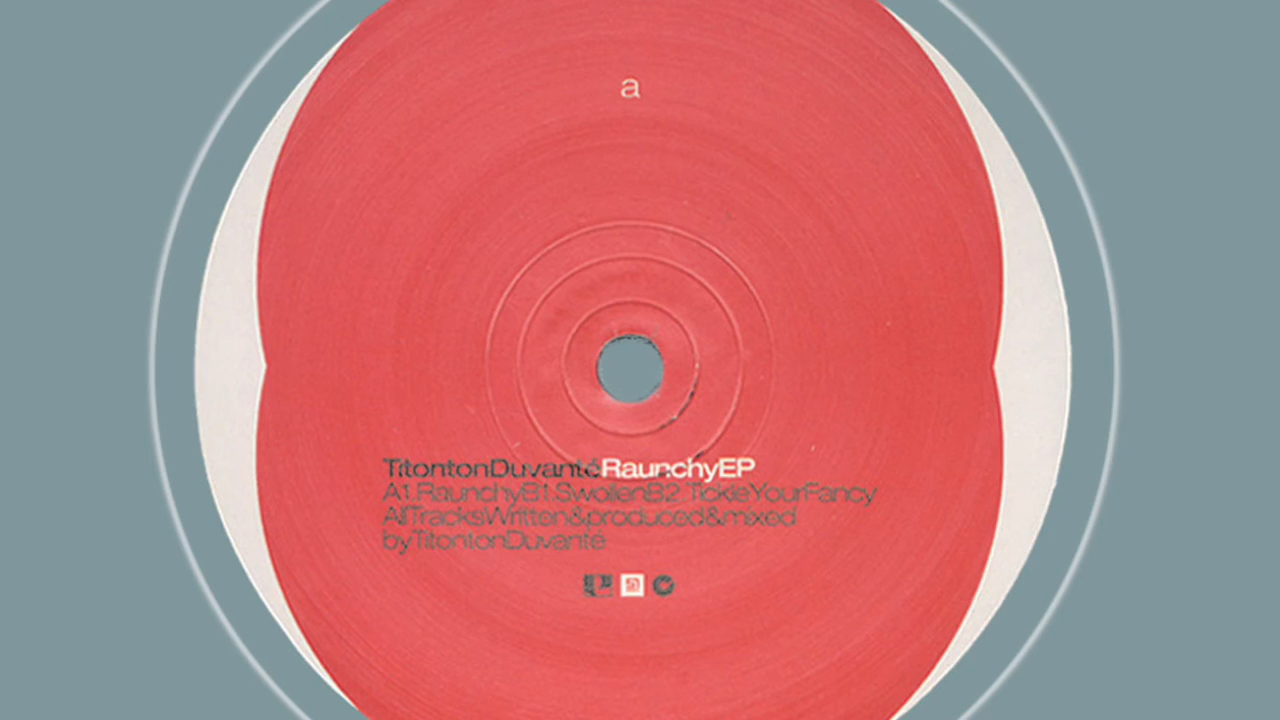 a
TitontonDuvantéRaunchyEP
A1.RaunchyB1.SwollenB2.TickleYourFancy
AllTracksWritten&produced&mixed
byTitontonDuvanté